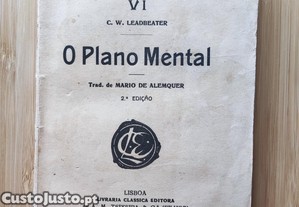 VI
C. W. LEADBEATER
O Plano Mental
Trad. de MARIO DE ALEMQUER
2.ª EDIÇÃO
LISBOA
LIVRARIA CLASSICA EDITORA
Custojusto.pt